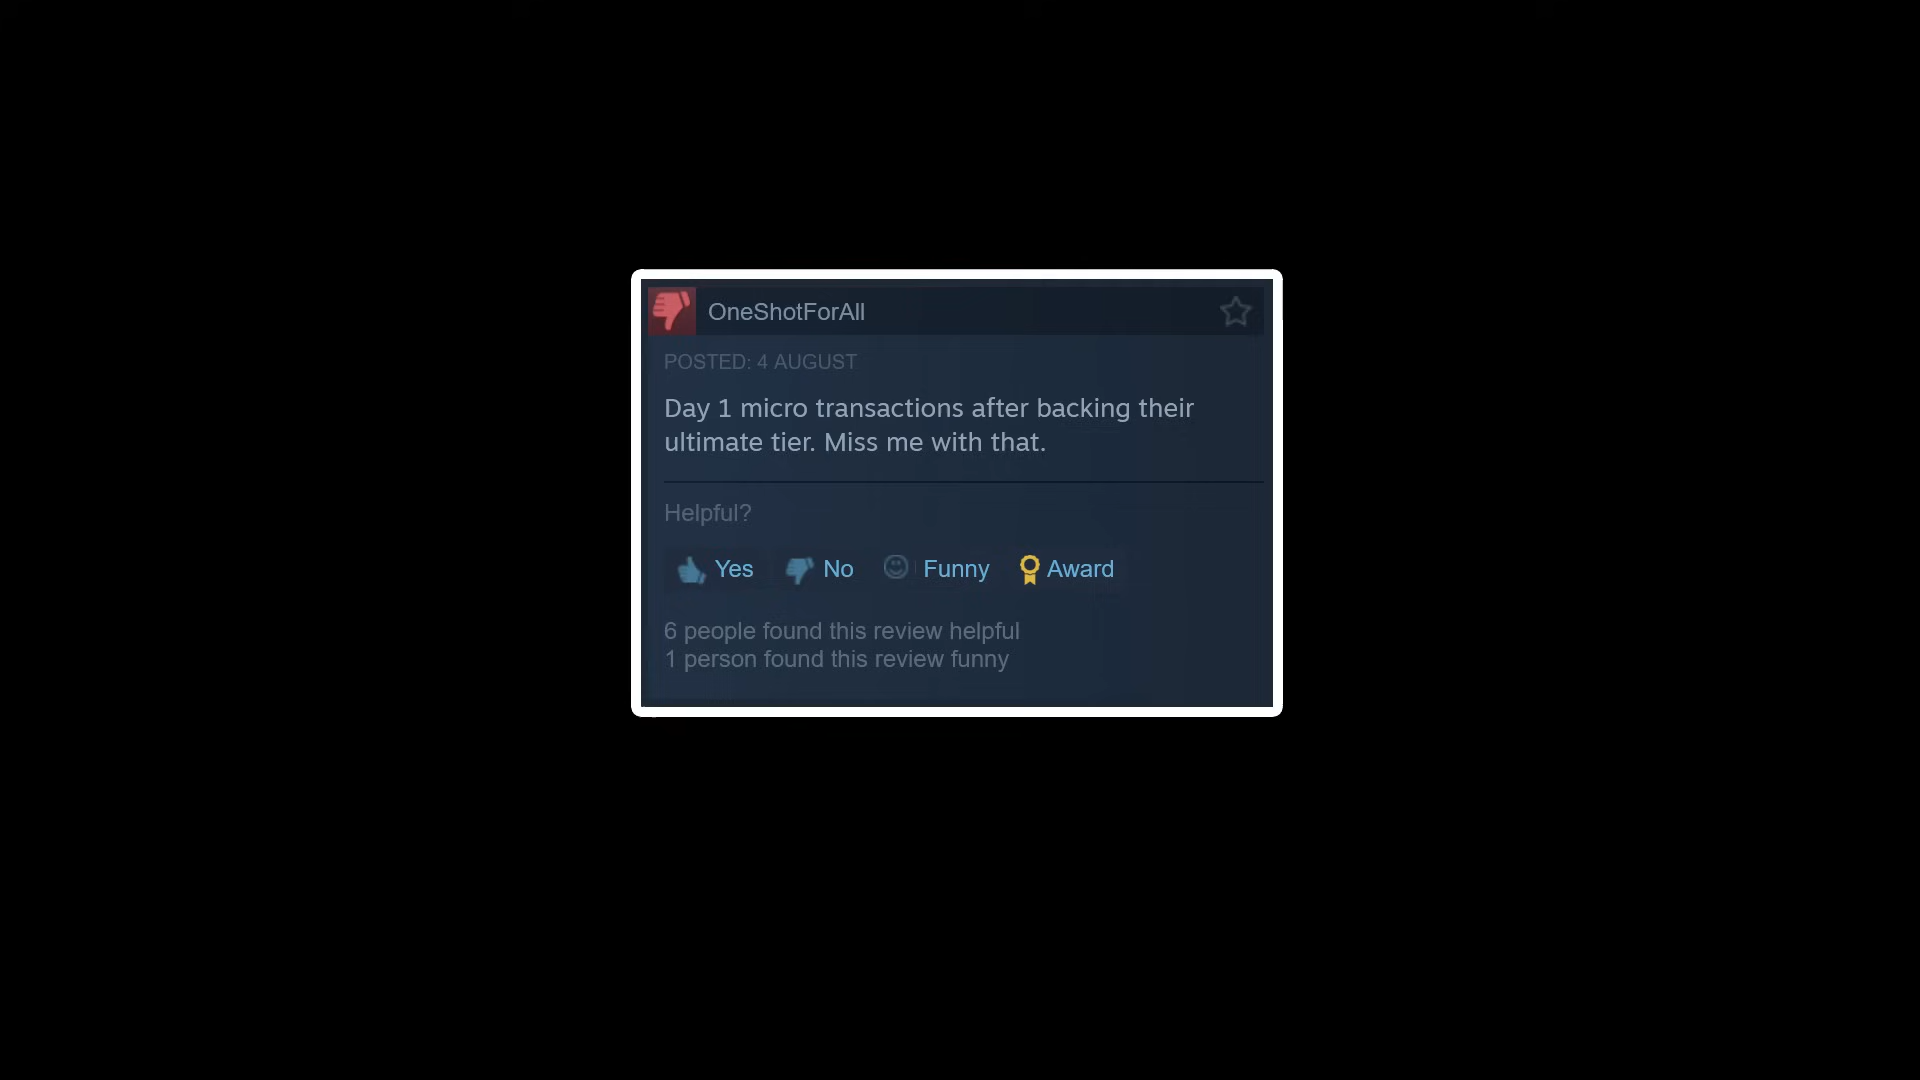 OneShotForAll
POSTED: 4 AUGUST
Day 1 micro transactions after backing their
ultimate tier. Miss me with that.
Helpful?
Yes No Funny Award
6 people found this review helpful
1 person found this review funny